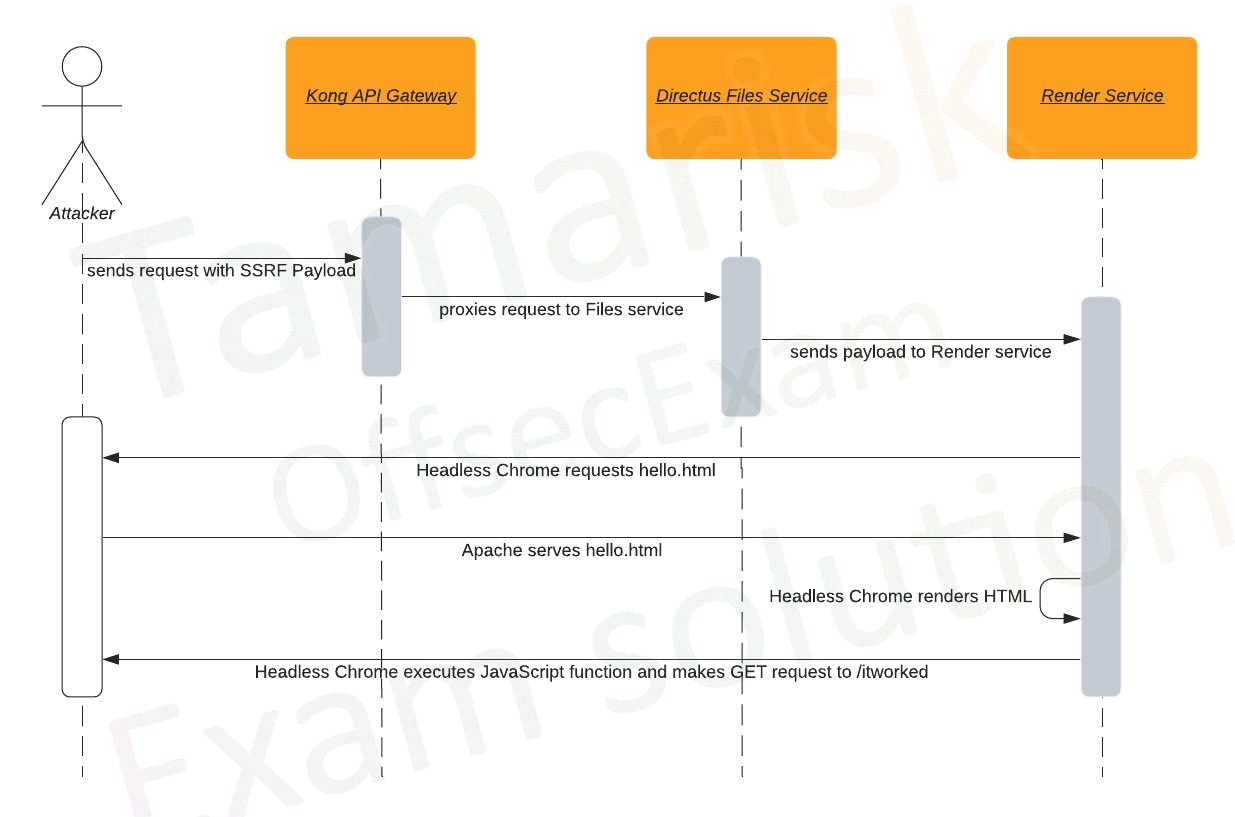 Kong API Gateway
Directus Files Service
Render Service
Attacker
sends request with SSRF Payload
proxies request to Files service
sends payload to Render service
Headless Chrome requests hello.html
Apache serves hello.html
Headless Chrome renders HTML
Headless Chrome executes JavaScript function and makes GET request to /itworked
Tamarisk
OffsecExam
Exam solution